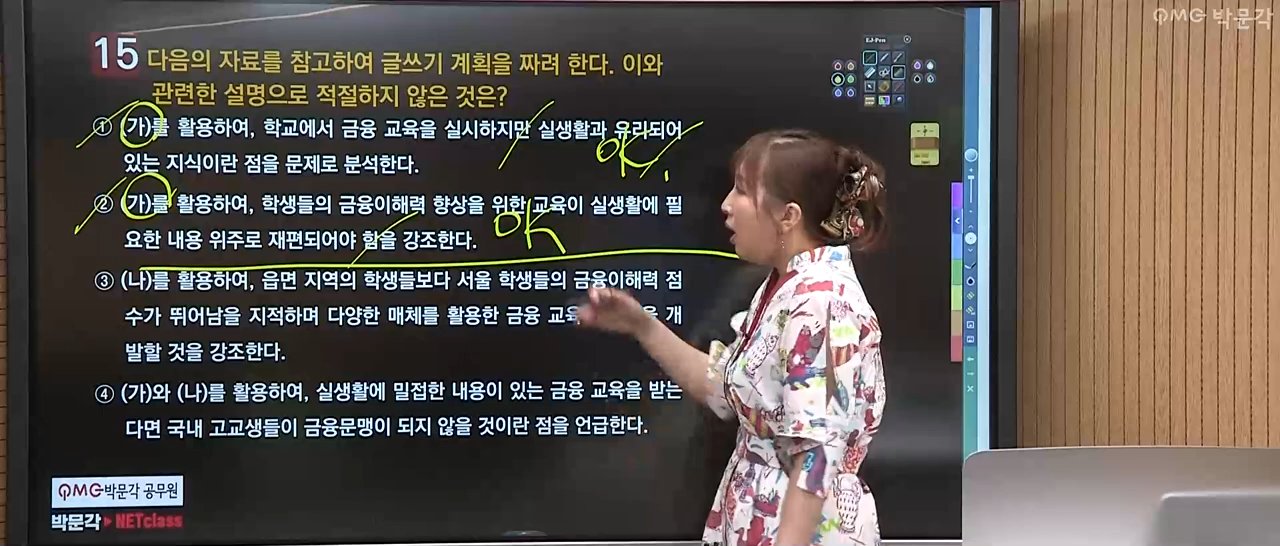 QMG 박문각
15 다음의 자료를 참고하여 글쓰기 계획을 짜려 한다. 이와
관련한 설명으로 적절하지 않은 것은?
① (가)를 활용하여, 학교에서 금융 교육을 실시하지만 실생활과 유리되어
있는 지식이란 점을 문제로 분석한다.
OK.
② (가)를 활용하여, 학생들의 금융이해력 향상을 위한 교육이 실생활에 필
요한 내용 위주로 재편되어야 함을 강조한다.
OK
③ (나)를 활용하여, 읍면 지역의 학생들보다 서울 학생들의 금융이해력 점
수가 뛰어남을 지적하며 다양한 매체를 활용한 금융 개
발할 것을 강조한다.
④ (가)와 (나)를 활용하여, 실생활에 밀접한 내용이 있는 금융 교육을 받는
다면 국내 고교생들이 금융문맹이 되지 않을 것이란 점을 언급한다.
QMG 박문각 공무원
박문각 NETclass
EJ-Pen